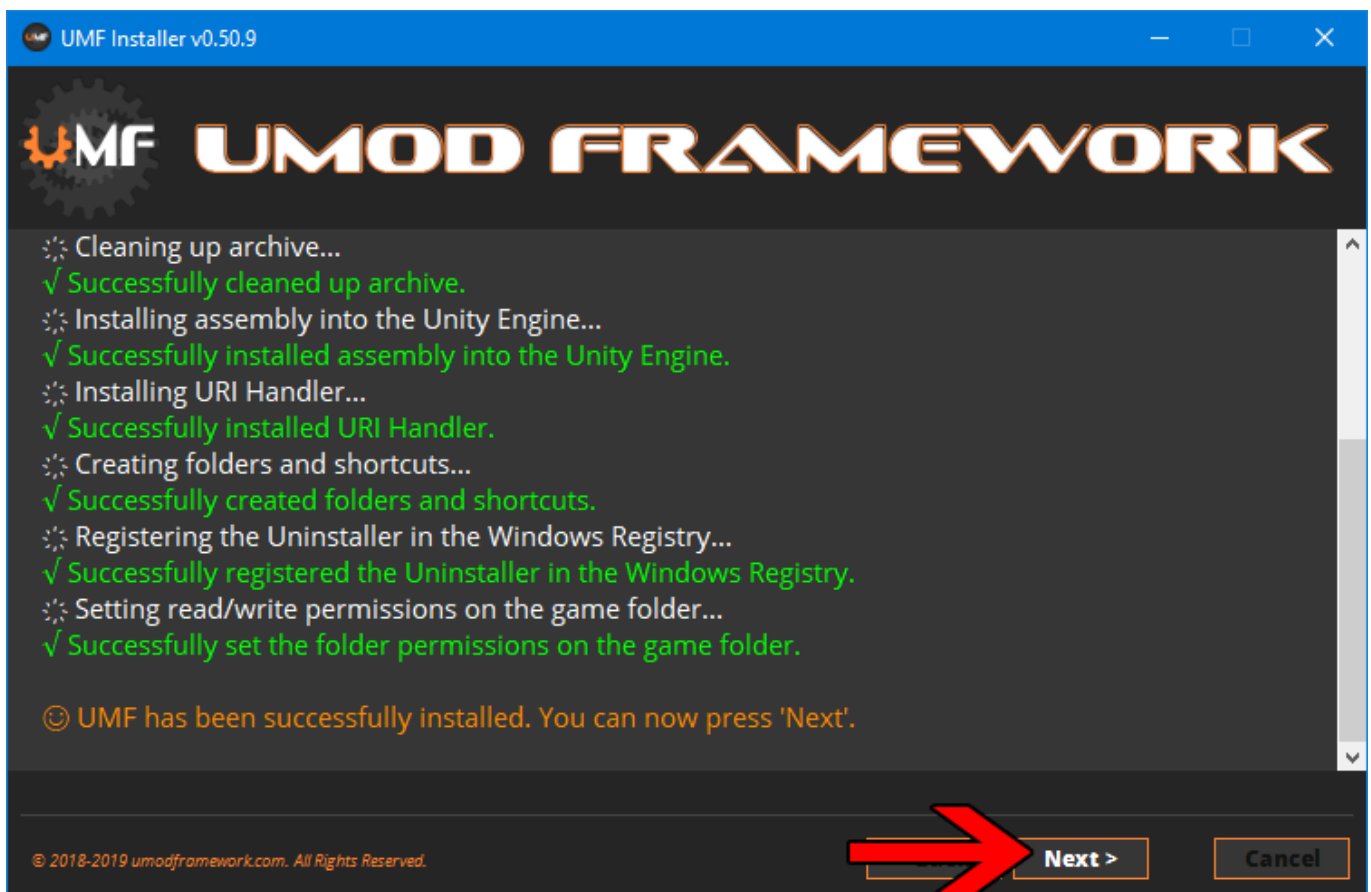 UMF Installer v0.50.9
UMF UMOD FRAMEWORK
Cleaning up archive...
√ Successfully cleaned up archive.
Installing assembly into the Unity Engine...
√ Successfully installed assembly into the Unity Engine.
Installing URI Handler...
√ Successfully installed URI Handler.
Creating folders and shortcuts...
√ Successfully created folders and shortcuts.
Registering the Uninstaller in the Windows Registry...
√ Successfully registered the Uninstaller in the Windows Registry.
Setting read/write permissions on the game folder...
√ Successfully set the folder permissions on the game folder.
☺ UMF has been successfully installed. You can now press 'Next'.
© 2018-2019 umodframework.com. All Rights Reserved.
Next >
Cancel